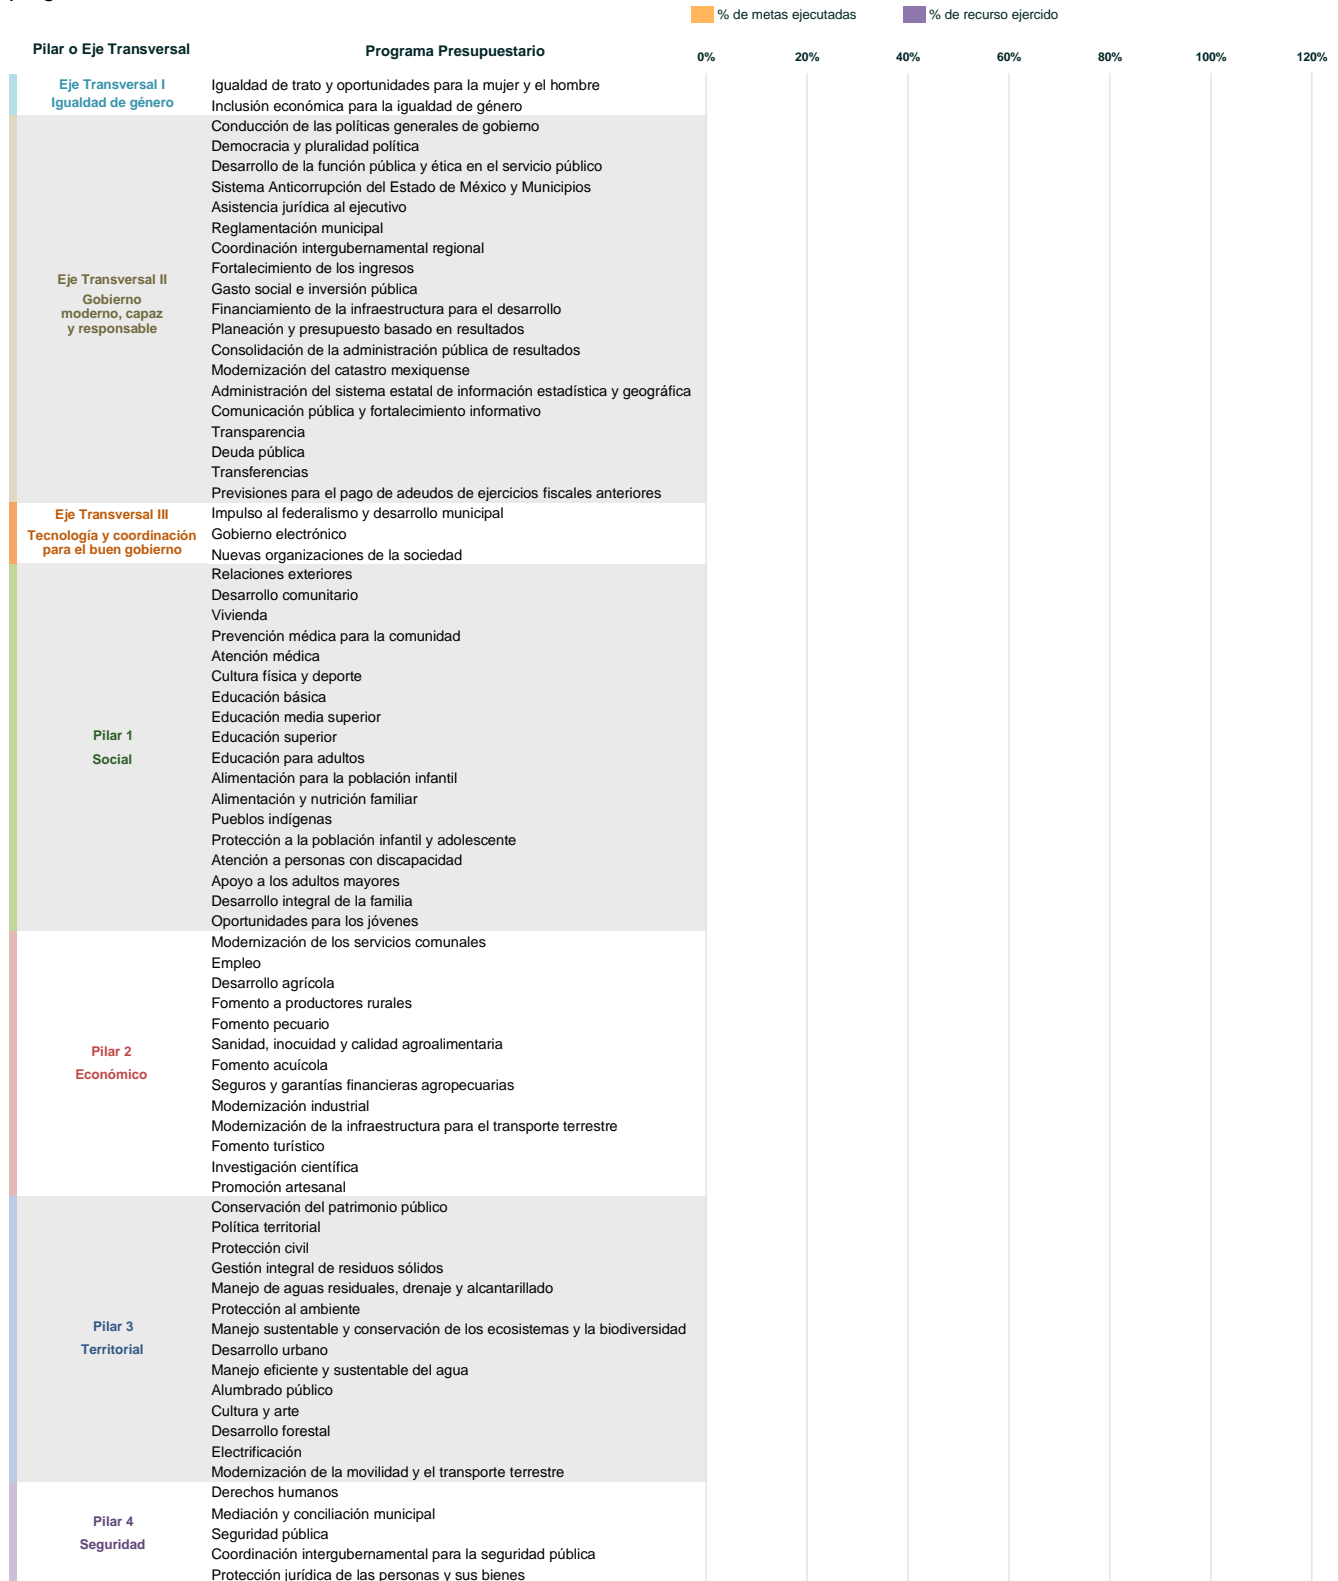 % de metas ejecutadas
% de recurso ejercido
Pilar o Eje Transversal
Programa Presupuestario
0%
20%
40%
60%
80%
100%
120%
Eje Transversal I
Igualdad de género
Igualdad de trato y oportunidades para la mujer y el hombre
Inclusión económica para la igualdad de género
Eje Transversal II
Gobierno
moderno, capaz
y responsable
Conducción de las políticas generales de gobierno
Democracia y pluralidad política
Desarrollo de la función pública y ética en el servicio público
Sistema Anticorrupción del Estado de México y Municipios
Asistencia jurídica al ejecutivo
Reglamentación municipal
Coordinación intergubernamental regional
Fortalecimiento de los ingresos
Gasto social e inversión pública
Financiamiento de la infraestructura para el desarrollo
Planeación y presupuesto basado en resultados
Consolidación de la administración pública de resultados
Modernización del catastro mexiquense
Administración del sistema estatal de información estadística y geográfica
Comunicación pública y fortalecimiento informativo
Transparencia
Deuda pública
Transferencias
Previsiones para el pago de adeudos de ejercicios fiscales anteriores
Eje Transversal III
Tecnología y coordinación
para el buen gobierno
Impulso al federalismo y desarrollo municipal
Gobierno electrónico
Nuevas organizaciones de la sociedad
Pilar 1
Social
Relaciones exteriores
Desarrollo comunitario
Vivienda
Prevención médica para la comunidad
Atención médica
Cultura física y deporte
Educación básica
Educación media superior
Educación superior
Educación para adultos
Alimentación para la población infantil
Alimentación y nutrición familiar
Pueblos indígenas
Protección a la población infantil y adolescente
Atención a personas con discapacidad
Apoyo a los adultos mayores
Desarrollo integral de la familia
Oportunidades para los jóvenes
Pilar 2
Económico
Modernización de los servicios comunales
Empleo
Desarrollo agrícola
Fomento a productores rurales
Fomento pecuario
Sanidad, inocuidad y calidad agroalimentaria
Fomento acuícola
Seguros y garantías financieras agropecuarias
Modernización industrial
Modernización de la infraestructura para el transporte terrestre
Fomento turístico
Investigación científica
Promoción artesanal
Pilar 3
Territorial
Conservación del patrimonio público
Política territorial
Protección civil
Gestión integral de residuos sólidos
Manejo de aguas residuales, drenaje y alcantarillado
Protección al ambiente
Manejo sustentable y conservación de los ecosistemas y la biodiversidad
Desarrollo urbano
Manejo eficiente y sustentable del agua
Alumbrado público
Cultura y arte
Desarrollo forestal
Electrificación
Modernización de la movilidad y el transporte terrestre
Pilar 4
Seguridad
Derechos humanos
Mediación y conciliación municipal
Seguridad pública
Coordinación intergubernamental para la seguridad pública
Protección jurídica de las personas y sus bienes